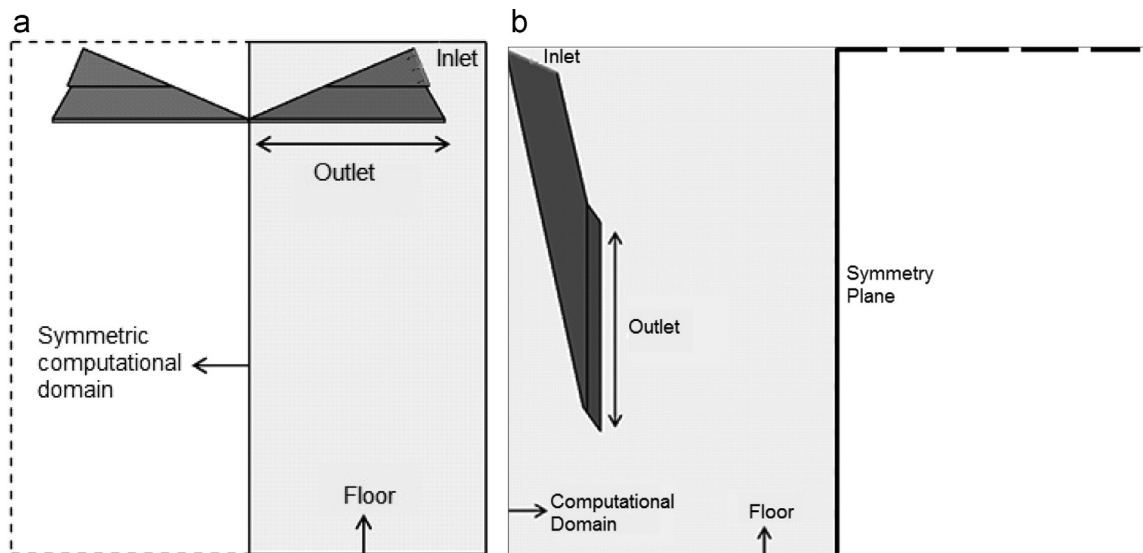 a
Inlet
Outlet
Symmetric
computational
domain
Floor
b
Inlet
Symmetry
Plane
Outlet
Computational
Domain
Floor